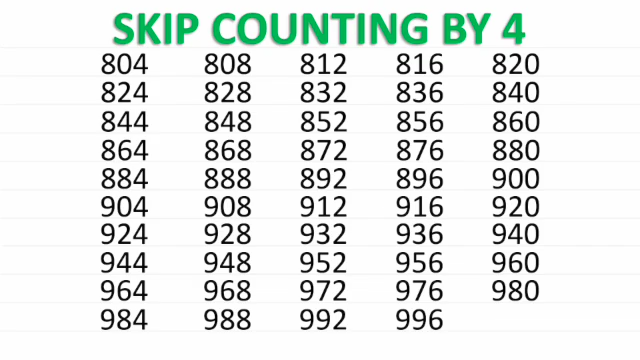 SKIP COUNTING BY 4
804 808 812 816 820
824 828 832 836 840
844 848 852 856 860
864 868 872 876 880
884 888 892 896 900
904 908 912 916 920
924 928 932 936 940
944 948 952 956 960
964 968 972 976 980
984 988 992 996